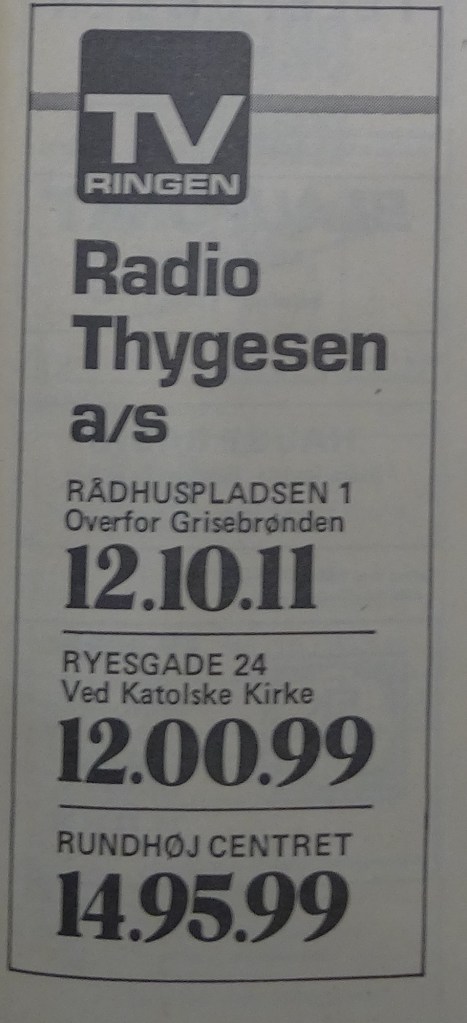 TV
RINGEN
Radio
Thygesen
a/s
RÅDHUSPLADSEN 1
Overfor Grisebrønden
12.10.11
RYESGADE 24
Ved Katolske Kirke
12.00.99
RUNDHØJ CENTRET
14.95.99